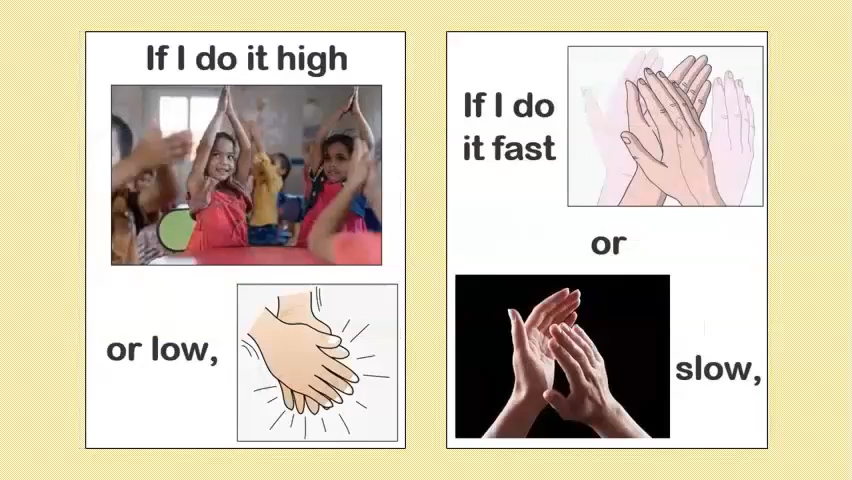 If I do it high
or low,
If I do
it fast
or
slow,